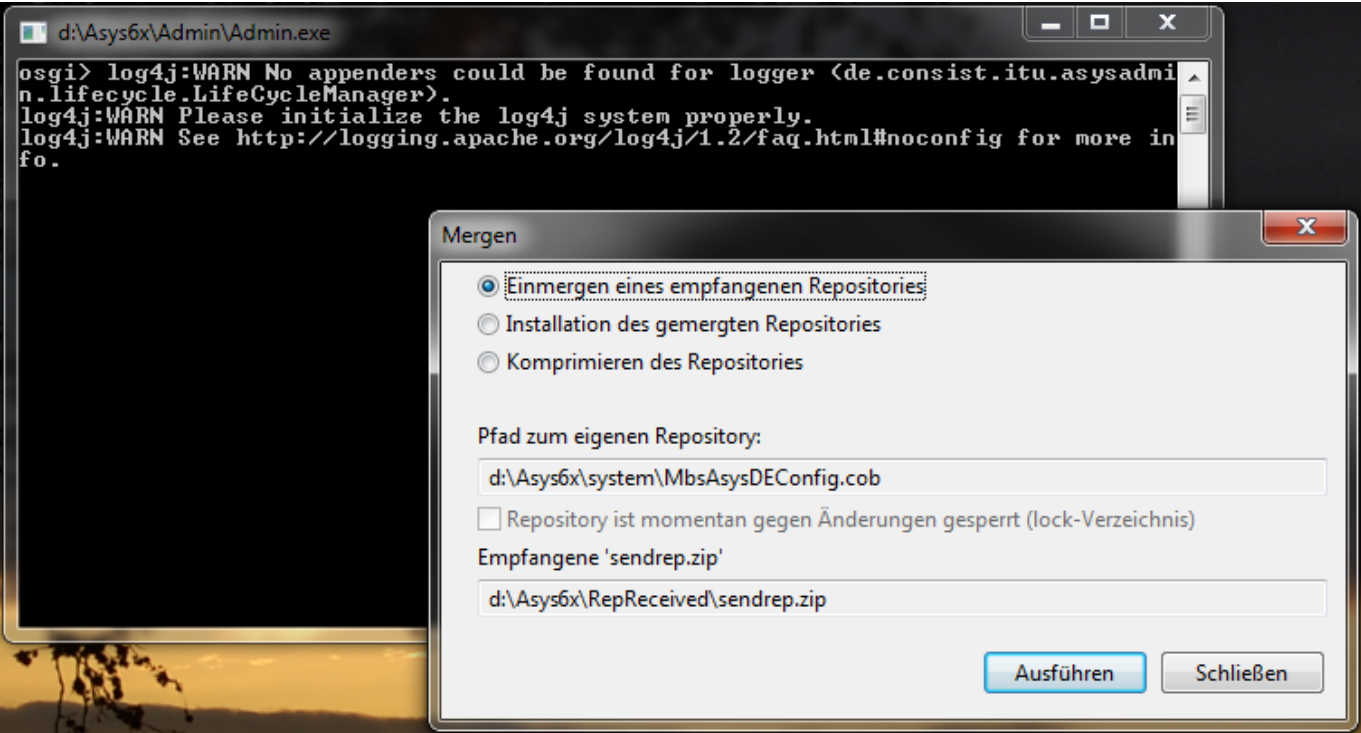 d:\Asys6x\Admin\Admin.exe
osgi> log4j:WARN No appenders could be found for logger (de.consist.itu.asysadmi
n.lifecycle.LifeCycleManager).
log4j:WARN Please initialize the log4j system properly.
log4j:WARN See http://logging.apache.org/log4j/1.2/faq.html#noconfig for more in
fo.
Mergen
Einmergen eines empfangenen Repositories
Installation des gemergten Repositories
Komprimieren des Repositories
Pfad zum eigenen Repository:
d:\Asys6x\system\MbsAsysDEConfig.cob
Repository ist momentan gegen Änderungen gesperrt (lock-Verzeichnis)
Empfangene 'sendrep.zip'
d:\Asys6x\RepReceived\sendrep.zip
Ausführen Schließen